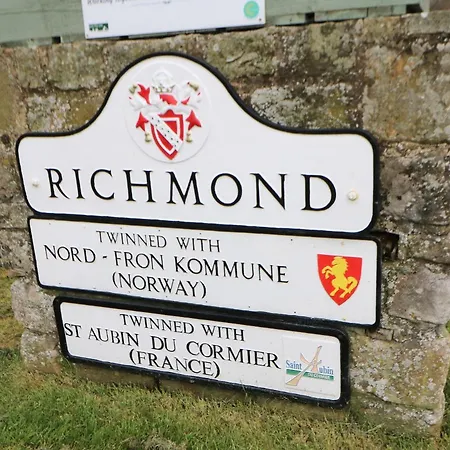 RICHMOND
TWINNED WITH
NORD - FRON KOMMUNE
(NORWAY)
TWINNED WITH
ST AUBIN DU CORMIER
(FRANCE)
Saint Aubin